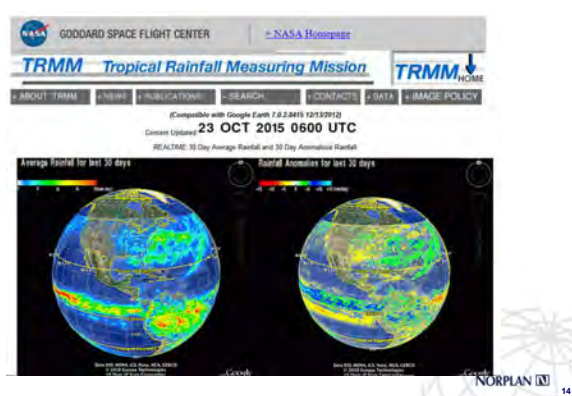 NASA
GODDARD SPACE FLIGHT CENTER
+ NASA Homepage
TRMM Tropical Rainfall Measuring Mission
TRMM HOME
+ ABOUT TRMM
+ NEWS
+ PUBLICATIONS
+ SEARCH
+ CONTACTS
+ DATA
+ IMAGE POLICY
(Compatible with Google Earth 7.0.2.8415 12/13/2012)
Content Updated: 23 OCT 2015 0600 UTC
REALTIME 30 Day Average Rainfall and 30 Day Anomalous Rainfall
Average Rainfall for last 30 days
Rainfall Anomalies for last 30 days
Google
Google
NORPLAN
14